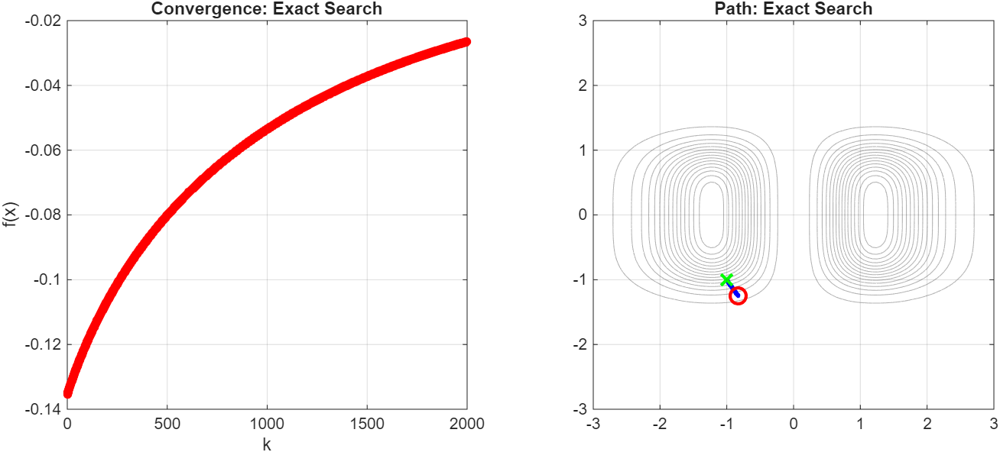 Convergence: Exact Search
-0.02
-0.04
-0.06
-0.08
-0.1
-0.12
-0.14
f(x)
0 500 1000 1500 2000
k
Path: Exact Search
3
2
1
0
-1
-2
-3
-3 -2 -1 0 1 2 3